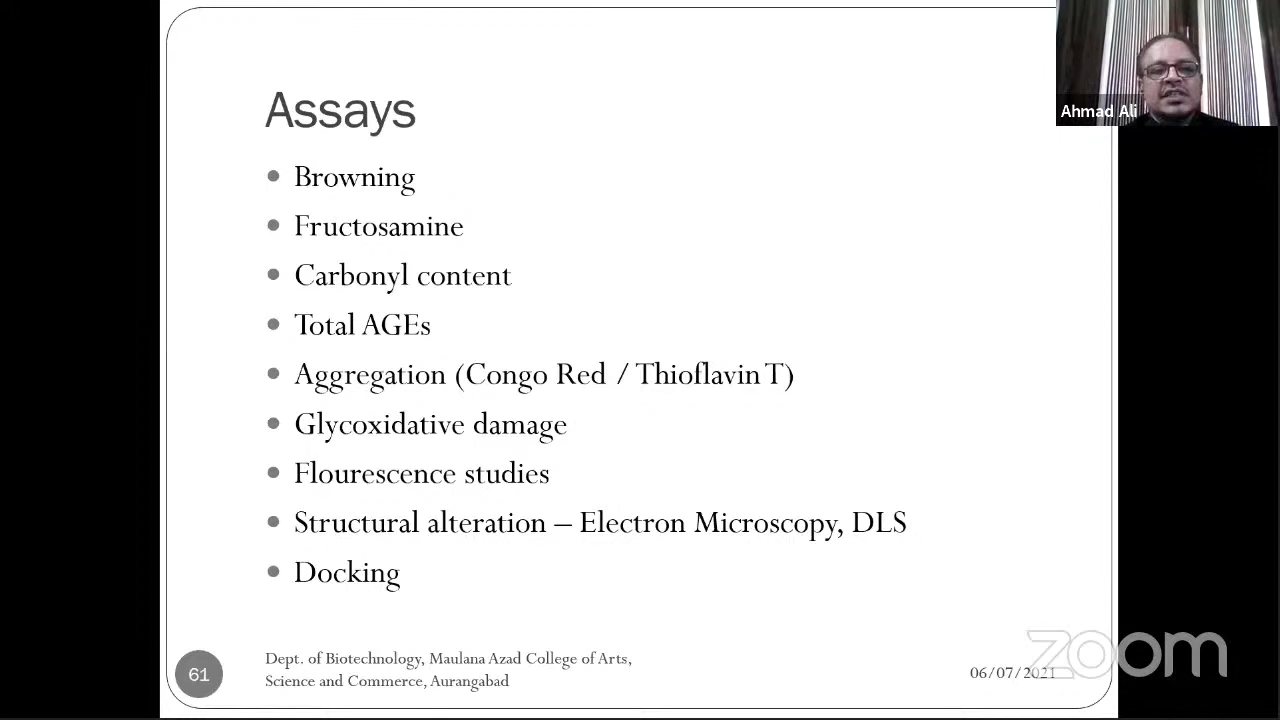 Assays
Ahmad Ali
• Browning
• Fructosamine
• Carbonyl content
• Total AGEs
• Aggregation (Congo Red / Thioflavin T)
• Glycoxidative damage
• Flourescence studies
• Structural alteration – Electron Microscopy, DLS
• Docking
61
Dept. of Biotechnology, Maulana Azad College of Arts,
Science and Commerce, Aurangabad
06/07/2021
zoom